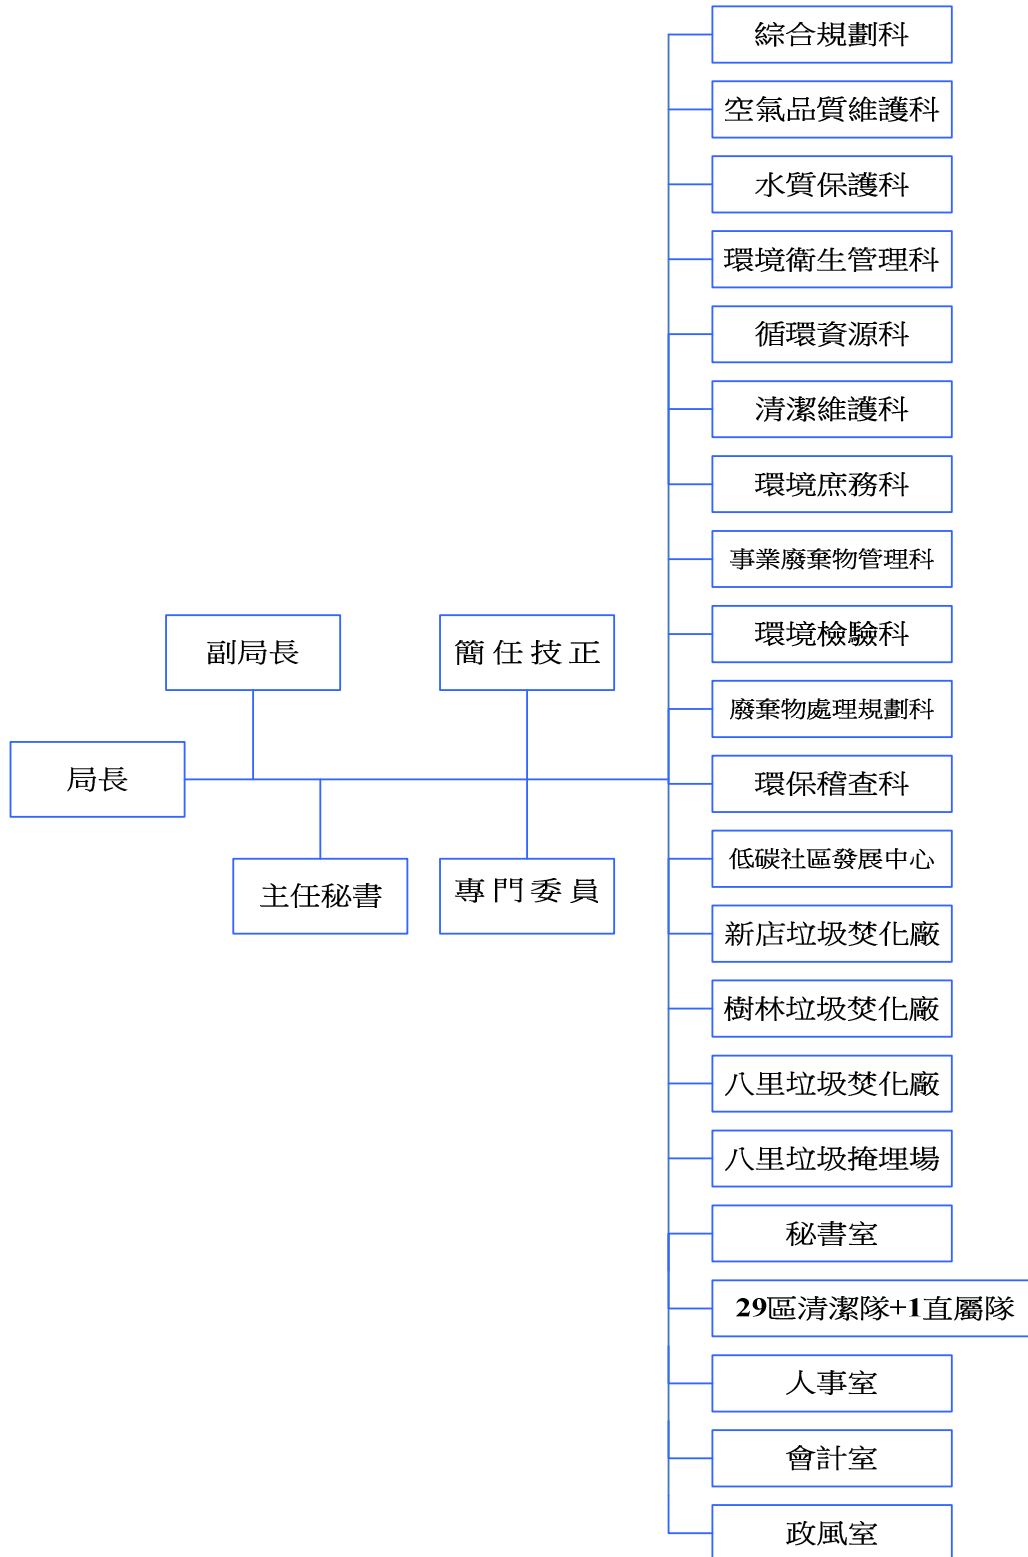 綜合規劃科
空氣品質維護科
水質保護科
環境衛生管理科
循環資源科
清潔維護科
環境庶務科
事業廢棄物管理科
副局長
簡任技正
環境檢驗科
廢棄物處理規劃科
局長
環保稽查科
主任秘書
專門委員
低碳社區發展中心
新店垃圾焚化廠
樹林垃圾焚化廠
八里垃圾焚化廠
八里垃圾掩埋場
秘書室
29區清潔隊+1直屬隊
人事室
會計室
政風室